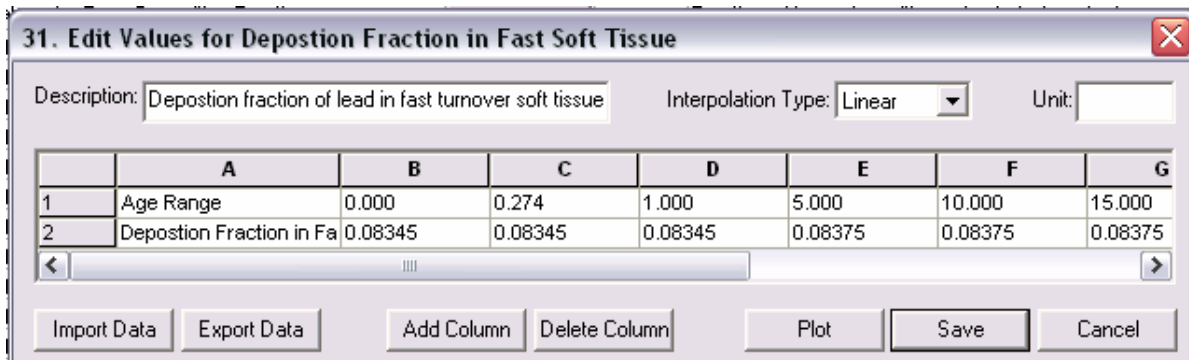 31. Edit Values for Depostion Fraction in Fast Soft Tissue
Description: Depostion fraction of lead in fast turnover soft tissue Interpolation Type: Linear Unit:
A B C D E F G
1 Age Range 0.000 0.274 1.000 5.000 10.000 15.000
2 Depostion Fraction in Fa 0.08345 0.08345 0.08345 0.08375 0.08375 0.08375
Import Data Export Data Add Column Delete Column Plot Save Cancel